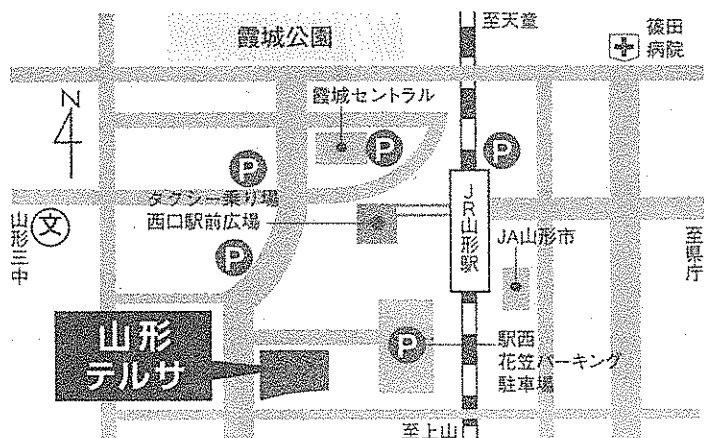 至天童
霞城公園
篠田
病院
N
霞城セントラル
P
P
P
タクシー乗り場
西口駅前広場
山形三中
文
JR山形駅
JA山形市
至県庁
P
山形
テルサ
P
駅西
花笠パーキング
駐車場
至上山